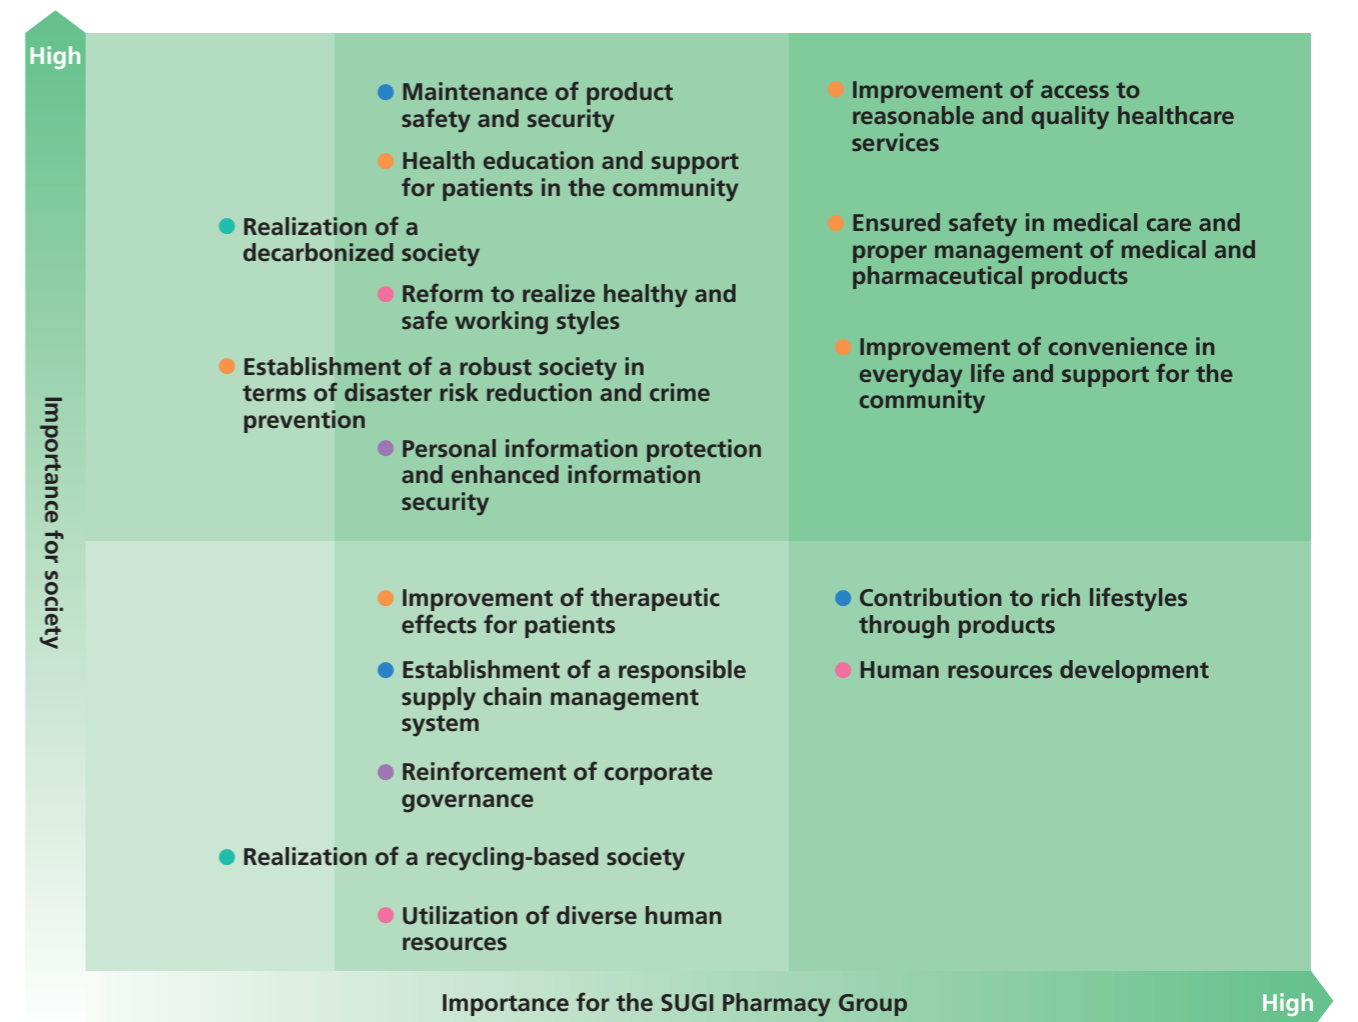 High
Importance for society
Maintenance of product
safety and security
Health education and support
for patients in the community
Realization of a
decarbonized society
Reform to realize healthy and
safe working styles
Establishment of a robust society in
terms of disaster risk reduction and crime
prevention
Personal information protection
and enhanced information
security
Improvement of access to
reasonable and quality healthcare
services
Ensured safety in medical care and
proper management of medical and
pharmaceutical products
Improvement of convenience in
everyday life and support for the
community
Improvement of therapeutic
effects for patients
Establishment of a responsible
supply chain management
system
Reinforcement of corporate
governance
Realization of a recycling-based society
Utilization of diverse human
resources
Contribution to rich lifestyles
through products
Human resources development
Importance for the SUGI Pharmacy Group
High